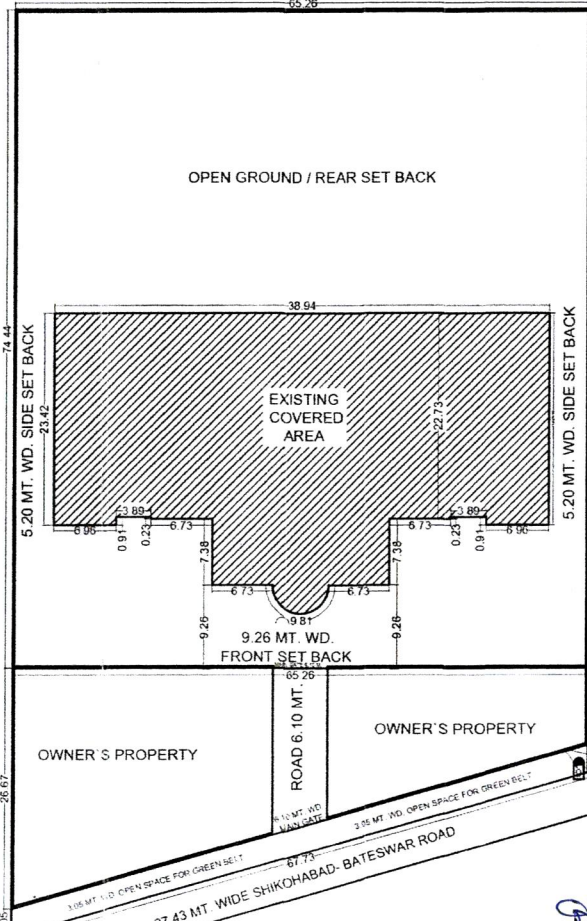 65.26
OPEN GROUND / REAR SET BACK
38.94
74.44
5.20 MT. WD. SIDE SET BACK
23.42
EXISTING
COVERED
AREA
22.73
5.20 MT. WD. SIDE SET BACK
6.96
0.91
3.89
0.23
6.73
7.38
6.73
3.89
0.23
0.91
6.96
7.38
6.73
9.81
6.73
9.26
9.26 MT. WD.
FRONT SET BACK
9.26
65.26
OWNER'S PROPERTY
ROAD 6.10 MT.
OWNER'S PROPERTY
26.67
6.10 MT. WD
MAIN GATE
3.05 MT. WD. OPEN SPACE FOR GREEN BELT
3.05 MT. WD. OPEN SPACE FOR GREEN BELT
67.73
27.43 MT. WIDE SHIKOHABAD- BATESWAR ROAD